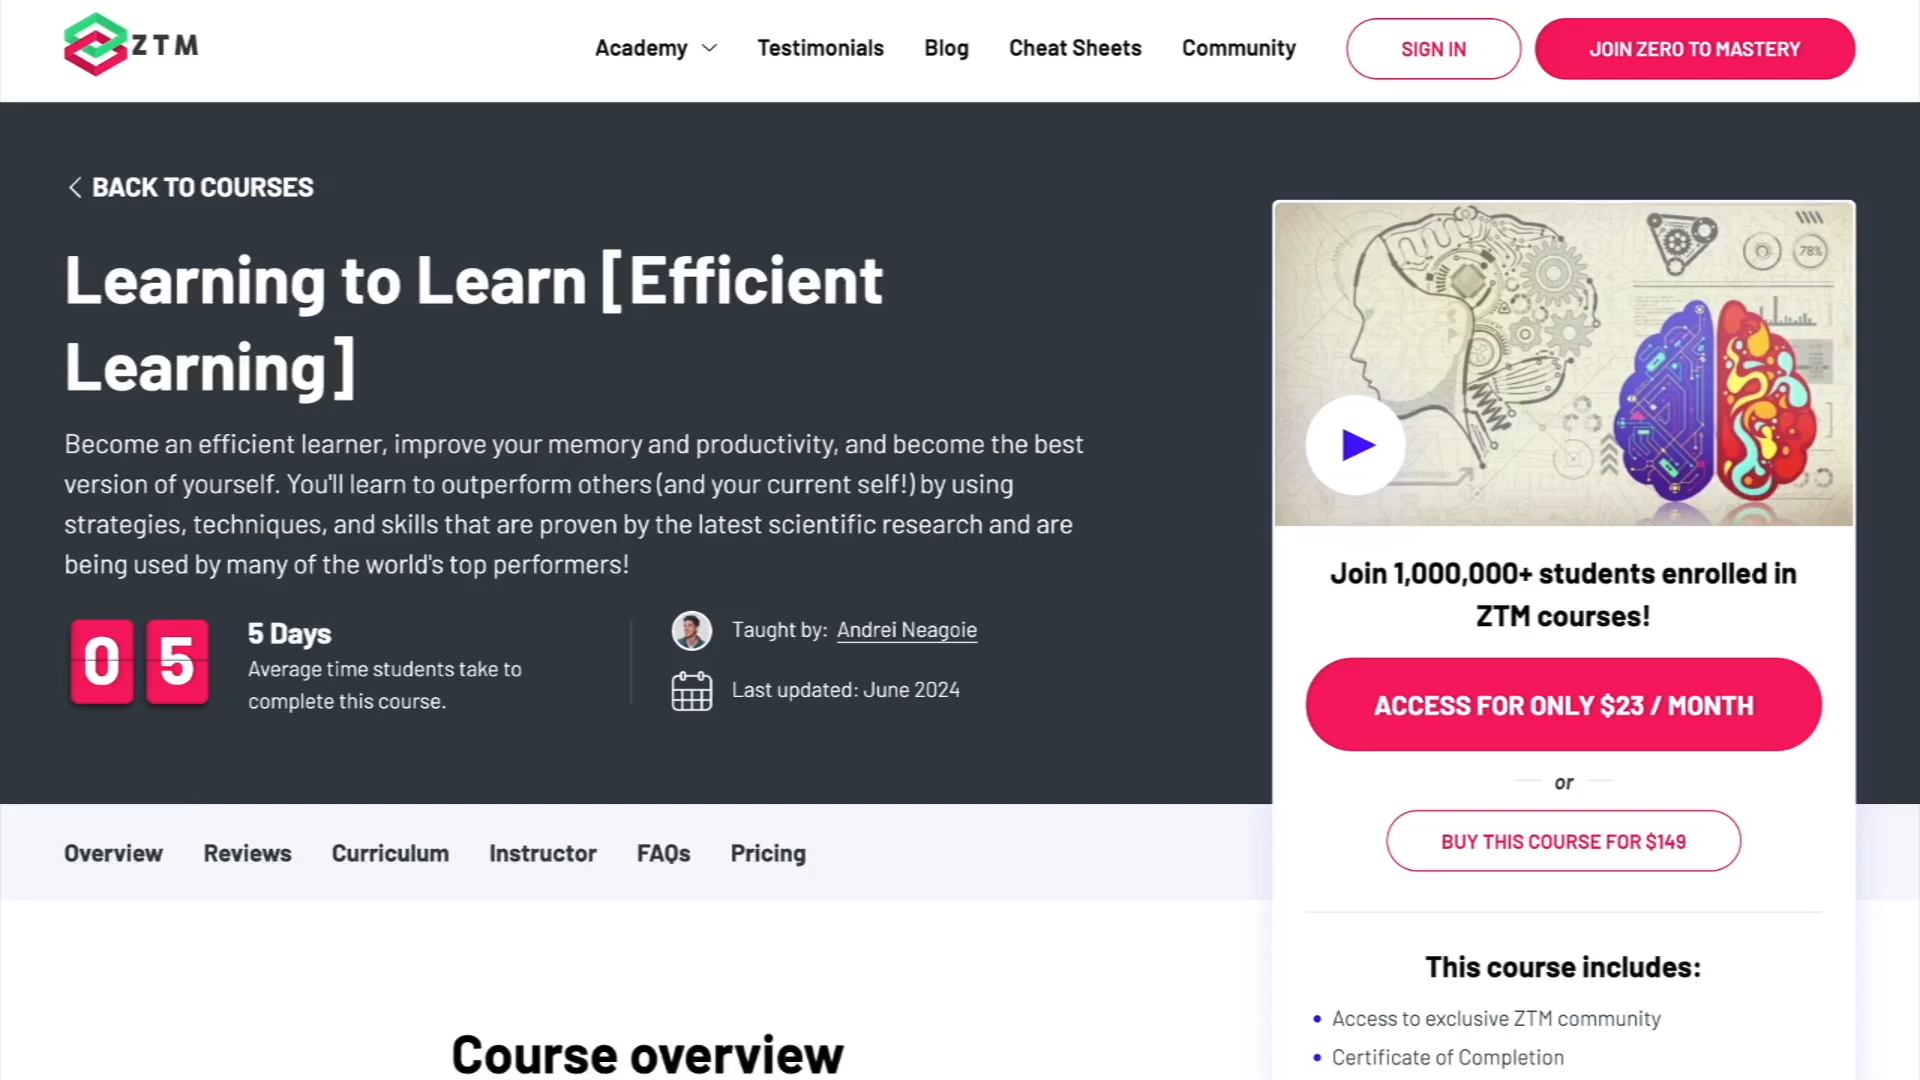 ZTM
Academy
Testimonials
Blog
Cheat Sheets
Community
SIGN IN
JOIN ZERO TO MASTERY
BACK TO COURSES
Learning to Learn [Efficient
Learning]
Become an efficient learner, improve your memory and productivity, and become the best
version of yourself. You'll learn to outperform others (and your current self!) by using
strategies, techniques, and skills that are proven by the latest scientific research and are
being used by many of the world's top performers!
05
5 Days
Average time students take to
complete this course.
Taught by: Andrei Neagoie
Last updated: June 2024
78%
Join 1,000,000+ students enrolled in
ZTM courses!
ACCESS FOR ONLY $23 / MONTH
or
BUY THIS COURSE FOR $149
This course includes:
Access to exclusive ZTM community
Certificate of Completion
Overview
Reviews
Curriculum
Instructor
FAQs
Pricing
Course overview